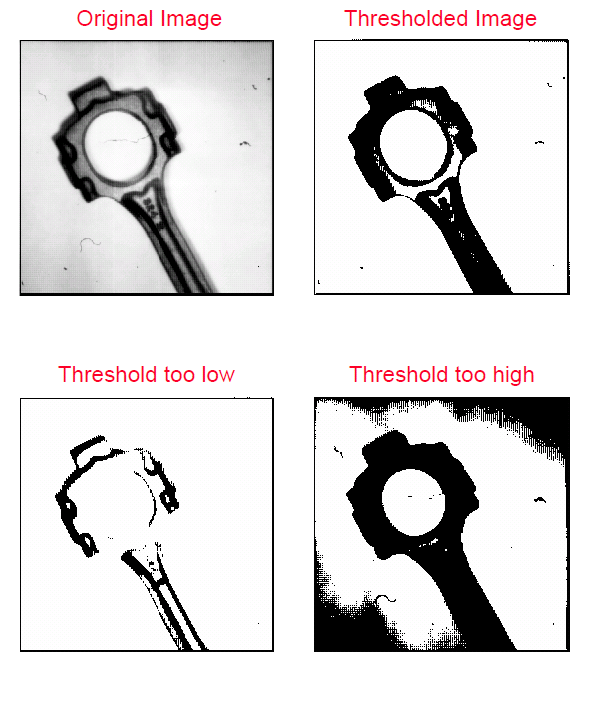 Original Image
Thresholded Image
Threshold too low
Threshold too high